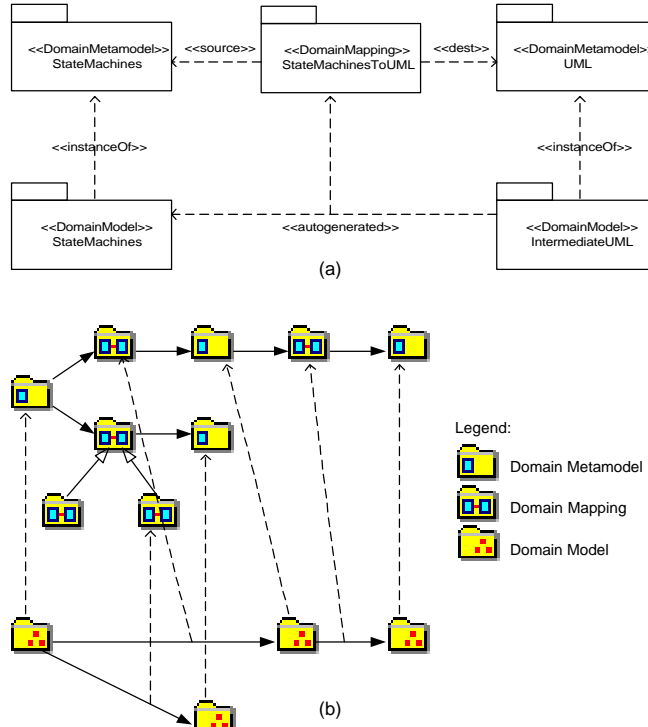 <<DomainMetamodel>>
StateMachines
<<source>>
<<DomainMapping>>
StateMachinesToUML
<<dest>>
<<DomainMetamodel>>
UML
<<instanceOf>>
<<instanceOf>>
<<DomainModel>>
StateMachines
<<autogenerated>>
<<DomainModel>>
IntermediateUML
(a)
Legend:
Domain Metamodel
Domain Mapping
Domain Model
(b)